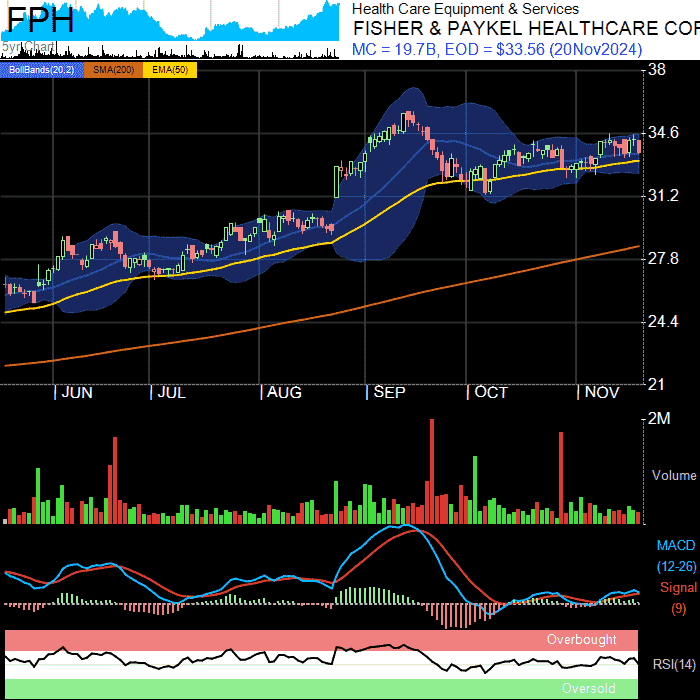 FPH
5yr Chart
Health Care Equipment & Services
FISHER & PAYKEL HEALTHCARE COR
MC = 19.7B, EOD = $33.56 (20Nov2024)
BollBands(20,2) SMA(200) EMA(50)
38
34.6
31.2
27.8
24.4
21
JUN JUL AUG SEP OCT NOV
2M
Volume
MACD
(12-26)
Signal
(9)
Overbought
RSI(14)
Oversold